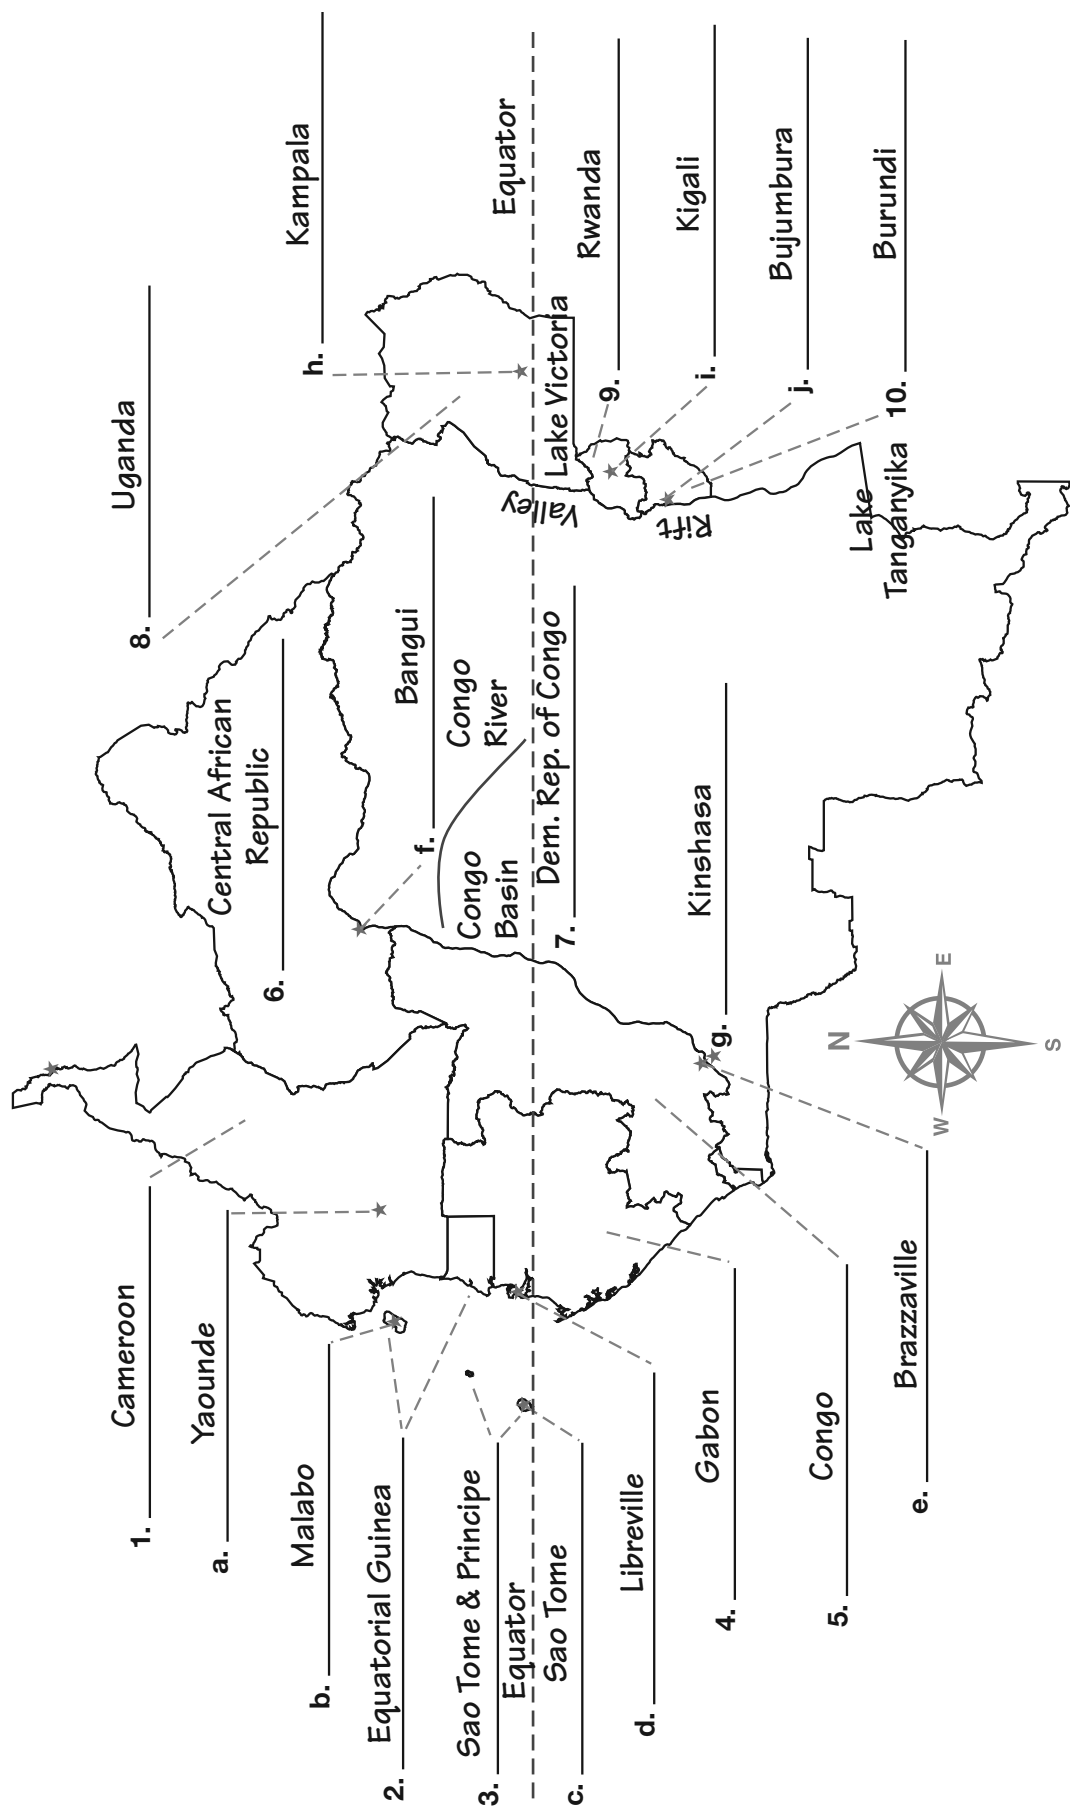 1. Cameroon
a. Yaounde
b. Malabo
2. Equatorial Guinea
3. Sao Tome & Principe
Equator
c. Sao Tome
d. Libreville
4. Gabon
5. Congo
e. Brazzaville
6. Central African
Republic
f. Bangui
Congo
River
Congo
Basin
7. Dem. Rep. of Congo
g. Kinshasa
8. Uganda
h. Kampala
Equator
Lake Victoria
Valley
Rift
9. Rwanda
i. Kigali
j. Bujumbura
10. Burundi
Lake
Tanganyika
N
W
E
S